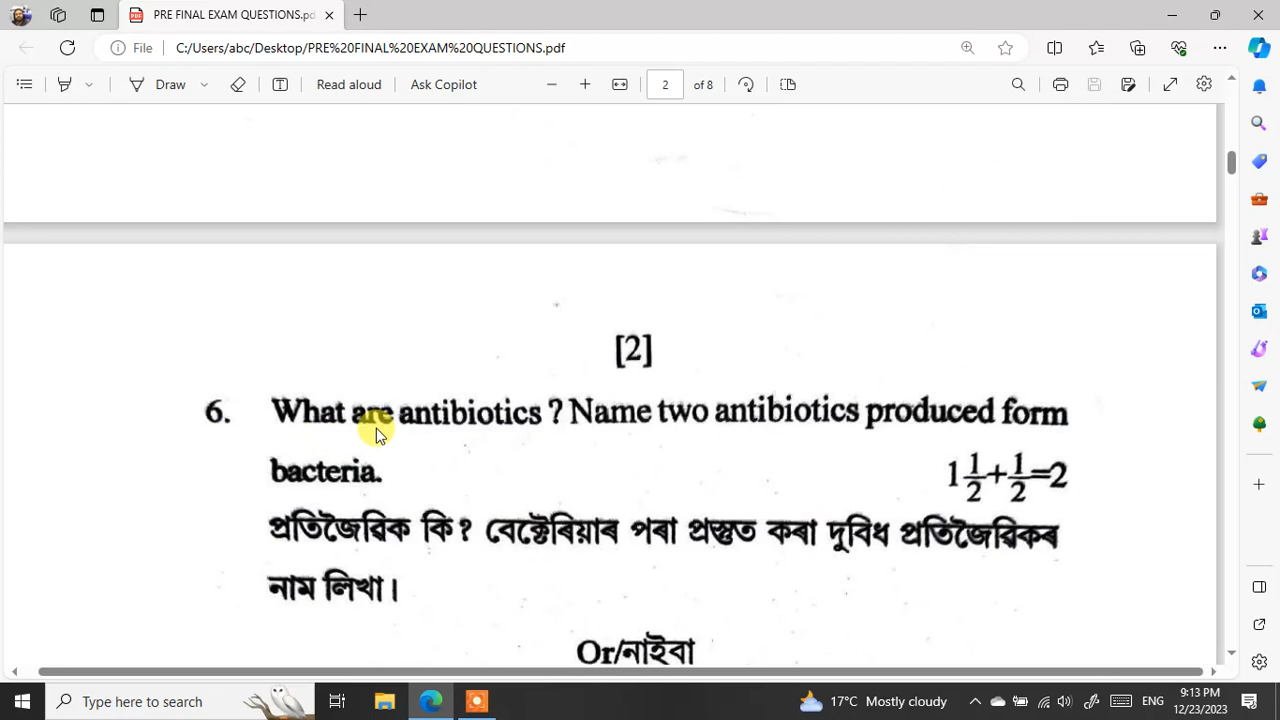 PRE FINAL EXAM QUESTIONS.pd
File C:/Users/abc/Desktop/PRE%20FINAL%20EXAM%20QUESTIONS.pdf
Draw Read aloud Ask Copilot 2 of 8
[2]
6. What are antibiotics ? Name two antibiotics produced form
bacteria. 1 1/2+1/2=2
প্ৰতিজৈৱিক কি? বেক্টেৰিয়াৰ পৰা প্ৰস্তুত কৰা দুবিধ প্ৰতিজৈৱিকৰ
নাম লিখা।
Or/নাইবা
Type here to search 17°C Mostly cloudy ENG 9:13 PM
12/23/2023